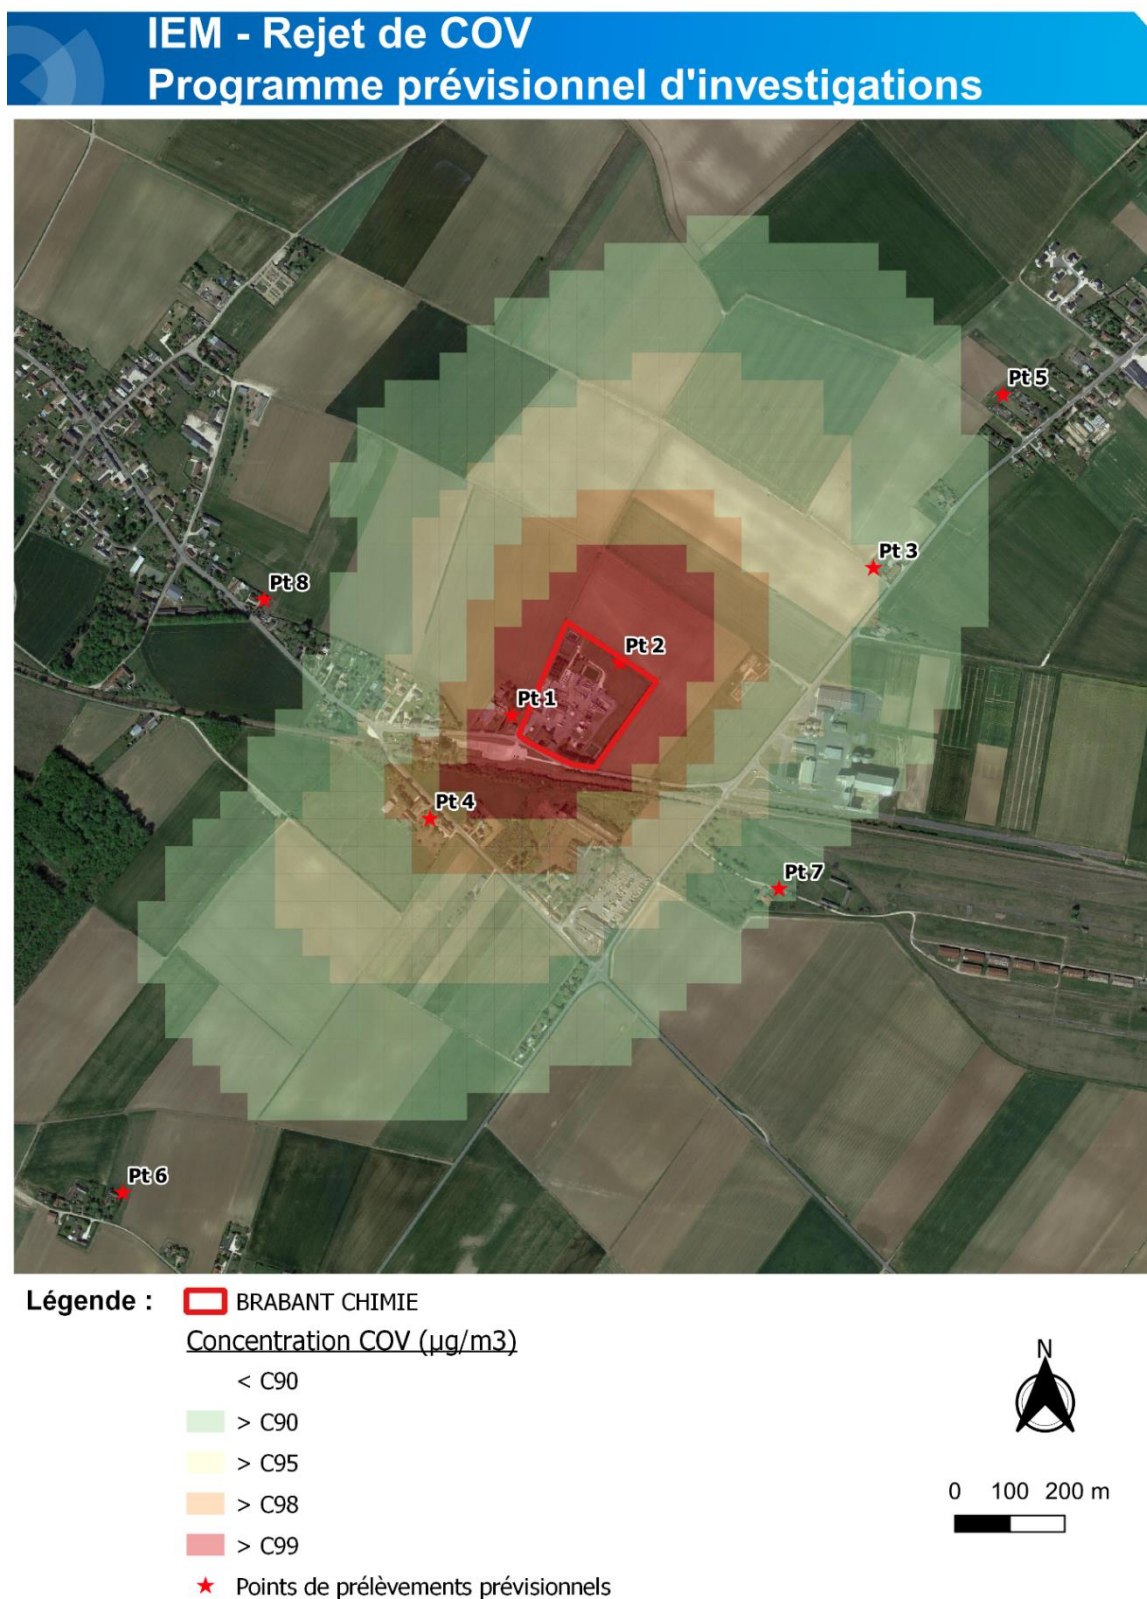 IEM - Rejet de COV
Programme prévisionnel d'investigations
Pt 5
Pt 3
Pt 8
Pt 2
Pt 1
Pt 4
Pt 7
Pt 6
Légende :
BRABANT CHIMIE
Concentration COV (µg/m3)
< C90
> C90
> C95
> C98
> C99
Points de prélèvements prévisionnels
N
0 100 200 m